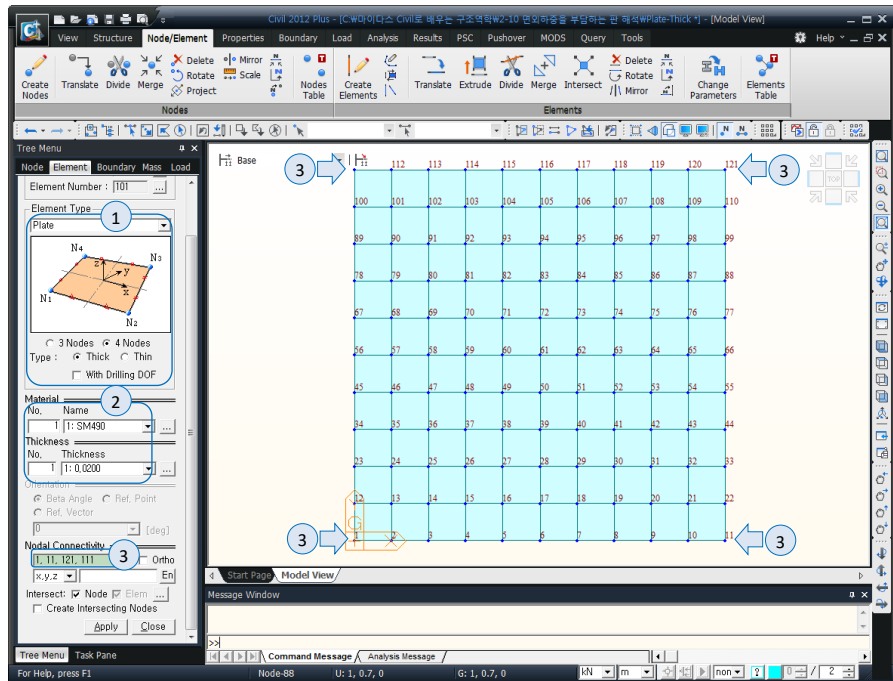 Civil 2012 Plus - [C:\마이다스 Civil로 배우는 구조역학\2-10 면외하중을 부담하는 판 해석\Plate-Thick *] - [Model View]
View Structure Node/Element Properties Boundary Load Analysis Results PSC Pushover MODS Query Tools Help
Create Nodes
Translate
Divide
Merge
Delete
Rotate
Project
Mirror
Scale
Nodes Table
Create Elements
Translate
Extrude
Divide
Merge
Intersect
Delete
Rotate
Mirror
Change Parameters
Elements Table
Nodes
Elements
Base
Tree Menu
Node Element Boundary Mass Load
Element Number : 101 ...
Element Type
1
Plate
N4
N3
z
y
x
N1
N2
3 Nodes 4 Nodes
Type : Thick Thin
With Drilling DOF
Material
2
No. Name
1 1: SM490 ...
Thickness
No. Thickness
1 1: 0,0200 ...
Orientation
Beta Angle Ref. Point
Ref. Vector
0 [deg]
Nodal Connectivity
1, 11, 121, 111
3
Ortho
x,y,z En
Intersect: Node Elem ...
Create Intersecting Nodes
Apply Close
Tree Menu Task Pane
Base
3
112 113 114 115 116 117 118 119 120 121
3
TOP
100 101 102 103 104 105 106 107 108 109 110
89 90 91 92 93 94 95 96 97 98 99
78 79 80 81 82 83 84 85 86 87 88
67 68 69 70 71 72 73 74 75 76 77
56 57 58 59 60 61 62 63 64 65 66
45 46 47 48 49 50 51 52 53 54 55
34 35 36 37 38 39 40 41 42 43 44
23 24 25 26 27 28 29 30 31 32 33
12 13 14 15 16 17 18 19 20 21 22
3
1 2 3 4 5 6 7 8 9 10 11
3
Start Page Model View
Message Window
>>
Command Message Analysis Message
For Help, press F1 Node-88 U: 1, 0.7, 0 G: 1, 0.7, 0 kN m non ? 0 / 2